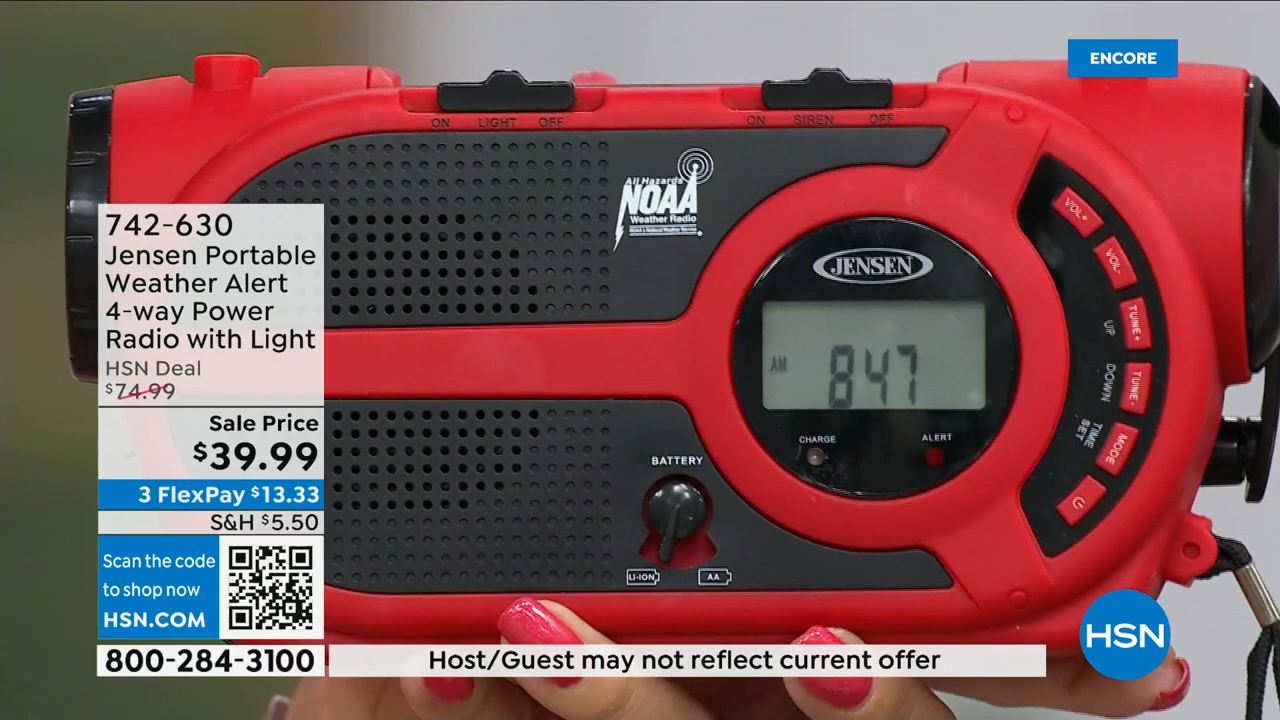 ENCORE
ON LIGHT OFF
ON SIREN OFF
All Hazards
NOAA
Weather Radio
JENSEN
AM 847
CHARGE
ALERT
VOL+
VOL-
TUNE+
UP
TUNE-
DOWN
MODE
TIME SET
BATTERY
LI-ION
AA
742-630
Jensen Portable
Weather Alert
4-way Power
Radio with Light
HSN Deal
$74.99
Sale Price
$39.99
3 FlexPay $13.33
S&H $5.50
Scan the code
to shop now
HSN.COM
800-284-3100
Host/Guest may not reflect current offer
HSN